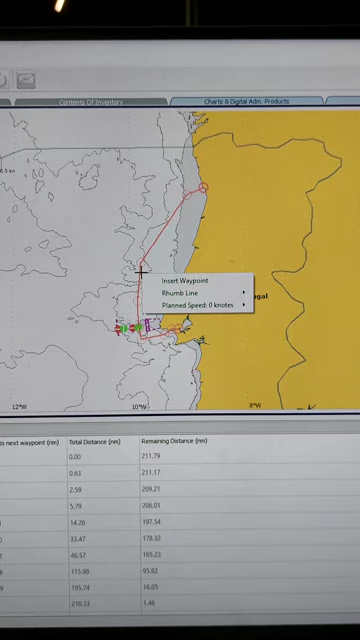 Contents Of Inventory
Charts & Digital Adm. Products
Insert Waypoint
Rhumb Line
Planned Speed: 0 knotes
ugal
12°W
10°W
8°W
to next waypoint (nm)
Total Distance (nm)
Remaining Distance (nm)
0.00
211.79
0.63
211.17
2.59
209.21
5.79
206.01
14.26
197.54
33.47
178.32
46.57
165.23
115.96
95.82
195.74
16.05
210.33
1.46